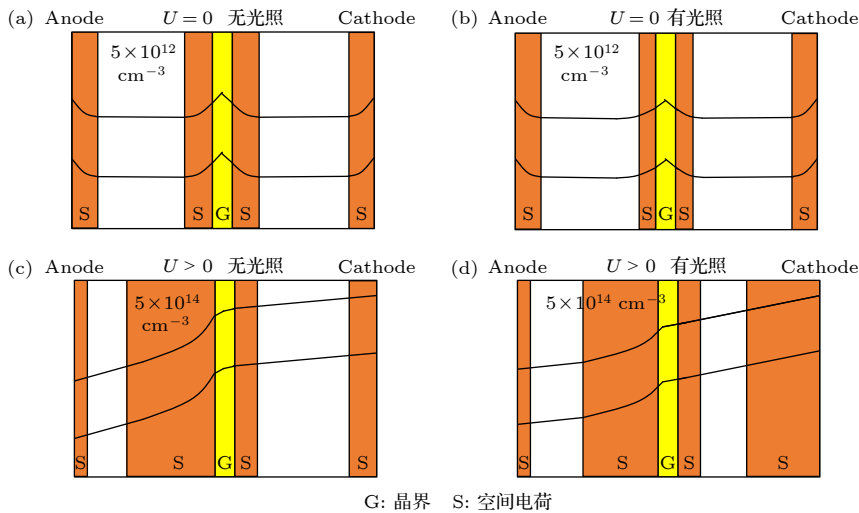 (a) Anode U = 0 无光照 Cathode
5×10¹²
cm⁻³
S S G S S
(b) Anode U = 0 有光照 Cathode
5×10¹²
cm⁻³
S S G S S
(c) Anode U > 0 无光照 Cathode
5×10¹⁴
cm⁻³
S S G S S
(d) Anode U > 0 有光照 Cathode
5×10¹⁴ cm⁻³
S S G S S
G: 晶界 S: 空间电荷